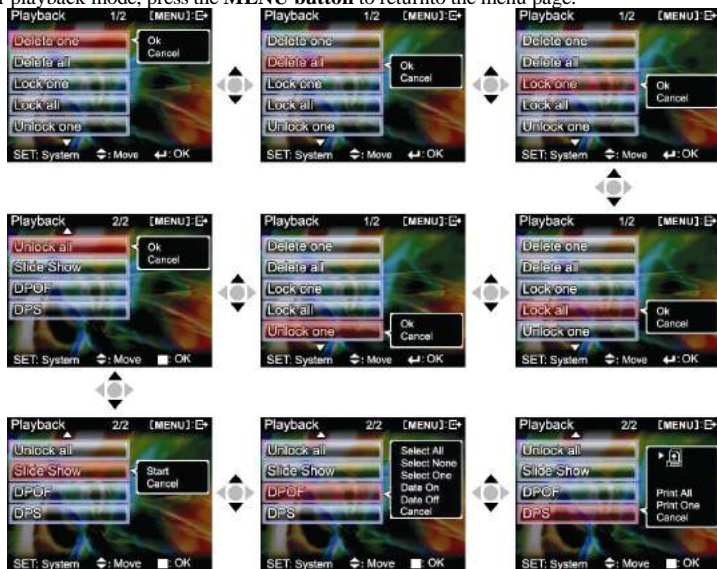 playback mode, press the MENU button to returnto the menu page.
Playback 1/2 [MENU]:
Delete one
Delete all
Lock one
Lock all
Unlock one
Ok
Cancel
SET: System : Move : OK
Playback 1/2 [MENU]:
Delete one
Delete all
Lock one
Lock all
Unlock one
Ok
Cancel
SET: System : Move : OK
Playback 1/2 [MENU]:
Delete one
Delete all
Lock one
Lock all
Unlock one
Ok
Cancel
SET: System : Move : OK
Playback 2/2 [MENU]:
Unlock all
Slide Show
DPOF
DPS
Ok
Cancel
SET: System : Move : OK
Playback 1/2 [MENU]:
Delete one
Delete all
Lock one
Lock all
Unlock one
Ok
Cancel
SET: System : Move : OK
Playback 1/2 [MENU]:
Delete one
Delete all
Lock one
Lock all
Unlock one
Ok
Cancel
SET: System : Move : OK
Playback 2/2 [MENU]:
Unlock all
Slide Show
DPOF
DPS
Start
Cancel
SET: System : Move : OK
Playback 2/2 [MENU]:
Unlock all
Slide Show
DPOF
DPS
Select All
Select None
Select One
Date On
Date Off
Cancel
SET: System : Move : OK
Playback 2/2 [MENU]:
Unlock all
Slide Show
DPOF
DPS
Print All
Print One
Cancel
SET: System : Move : OK